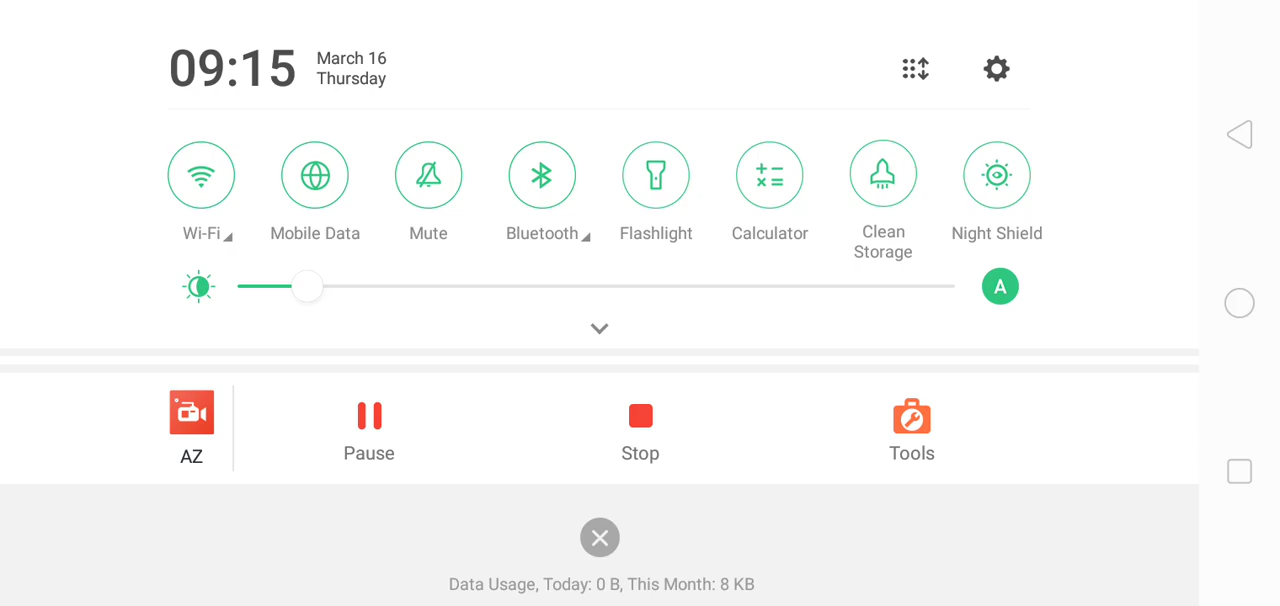 09:15
March 16
Thursday
Wi-Fi
Mobile Data
Mute
Bluetooth
Flashlight
Calculator
Clean
Storage
Night Shield
A
AZ
Pause
Stop
Tools
Data Usage, Today: 0 B, This Month: 8 KB